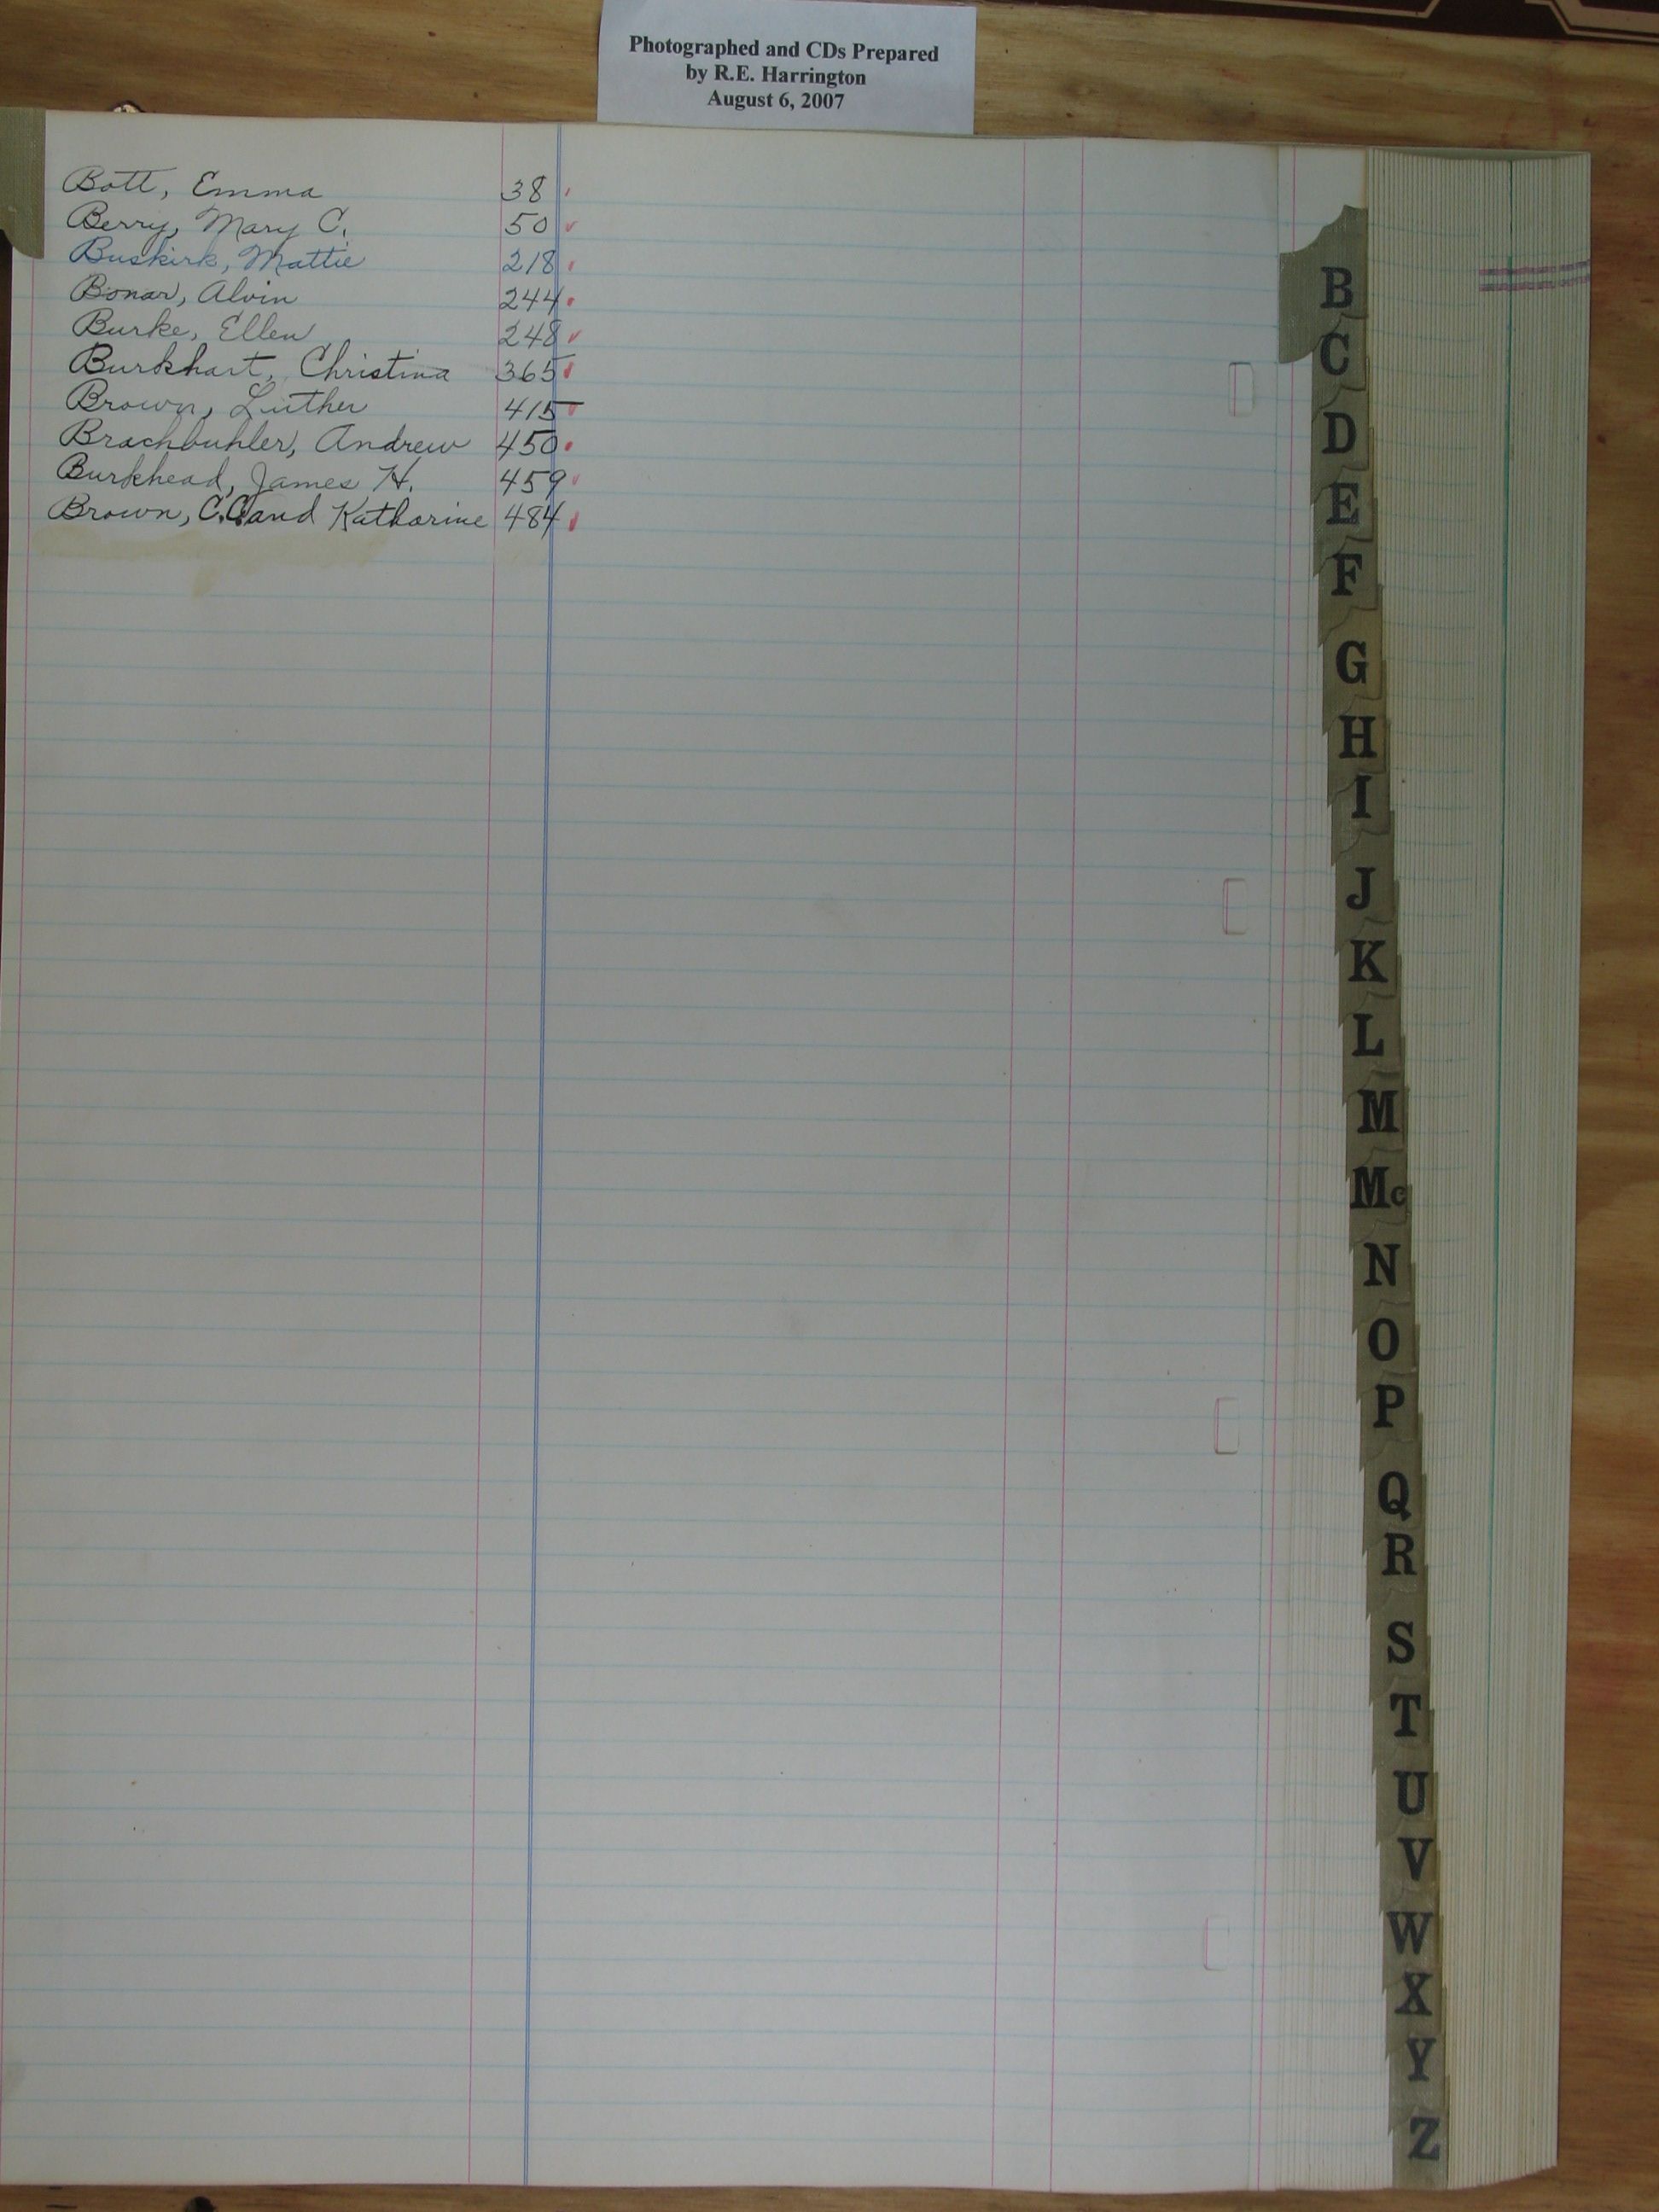 Photographed and CDs Prepared
by R.E. Harrington
August 6, 2007
Bott, Emma 38
Berry, Mary C. 50
Buskirk, Mattie 218
Bonar, Alvin 244
Burke, Ellen 248
Burkhart, Christina 365
Brown, Luther 415
Brachbuhler, Andrew 450
Burkhead, James H. 459
Brown, C.C. and Katharine 484
B
C
D
E
F
G
H
I
J
K
L
M
Mc
N
O
P
Q
R
S
T
U
V
W
X
Y
Z